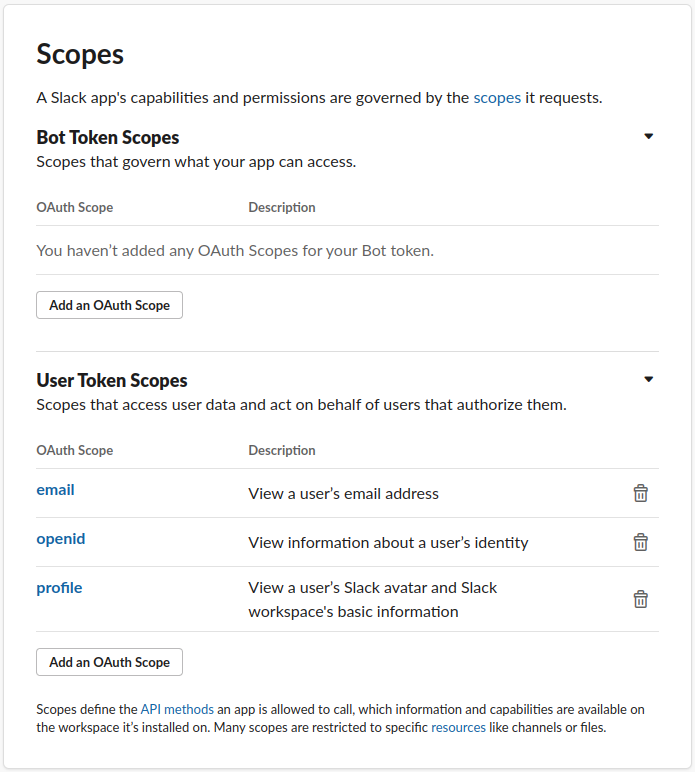 Scopes
A Slack app's capabilities and permissions are governed by the scopes it requests.
Bot Token Scopes
Scopes that govern what your app can access.
OAuth Scope Description
You haven’t added any OAuth Scopes for your Bot token.
Add an OAuth Scope
User Token Scopes
Scopes that access user data and act on behalf of users that authorize them.
OAuth Scope Description
email View a user’s email address
openid View information about a user’s identity
profile View a user’s Slack avatar and Slack
workspace's basic information
Add an OAuth Scope
Scopes define the API methods an app is allowed to call, which information and capabilities are available on
the workspace it’s installed on. Many scopes are restricted to specific resources like channels or files.